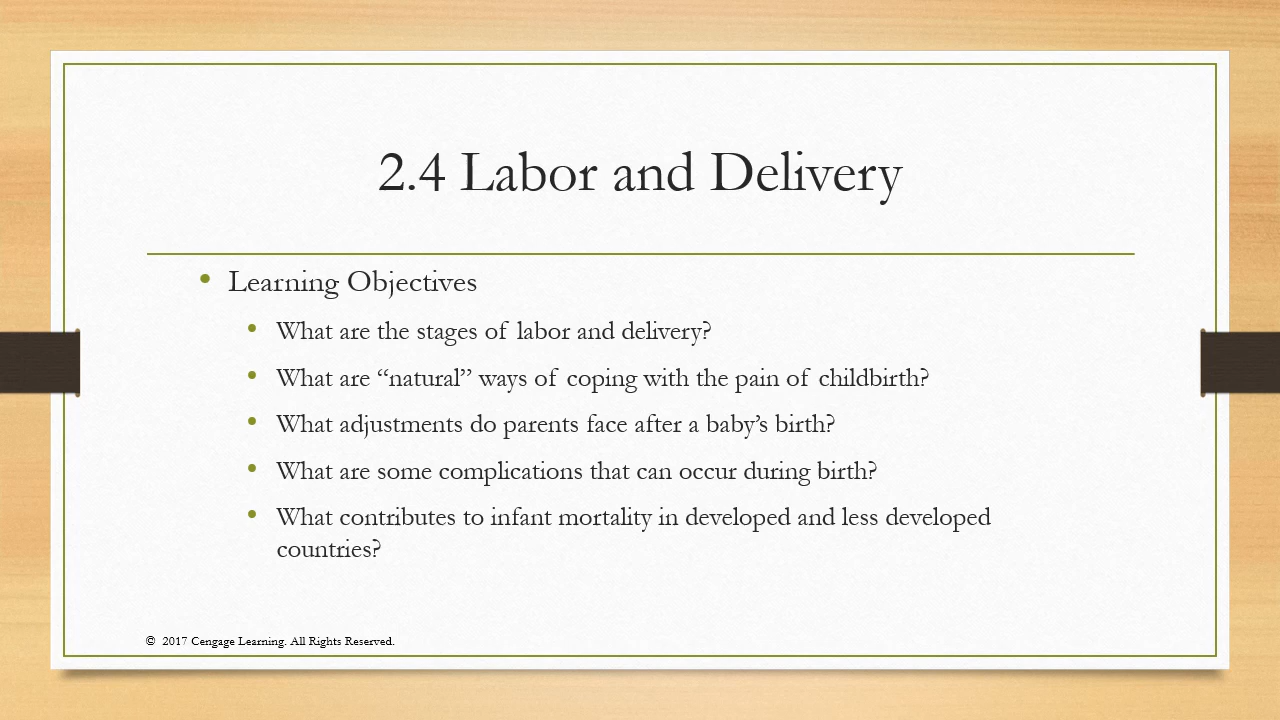 2.4 Labor and Delivery
• Learning Objectives
• What are the stages of labor and delivery?
• What are “natural” ways of coping with the pain of childbirth?
• What adjustments do parents face after a baby’s birth?
• What are some complications that can occur during birth?
• What contributes to infant mortality in developed and less developed
countries?
© 2017 Cengage Learning. All Rights Reserved.